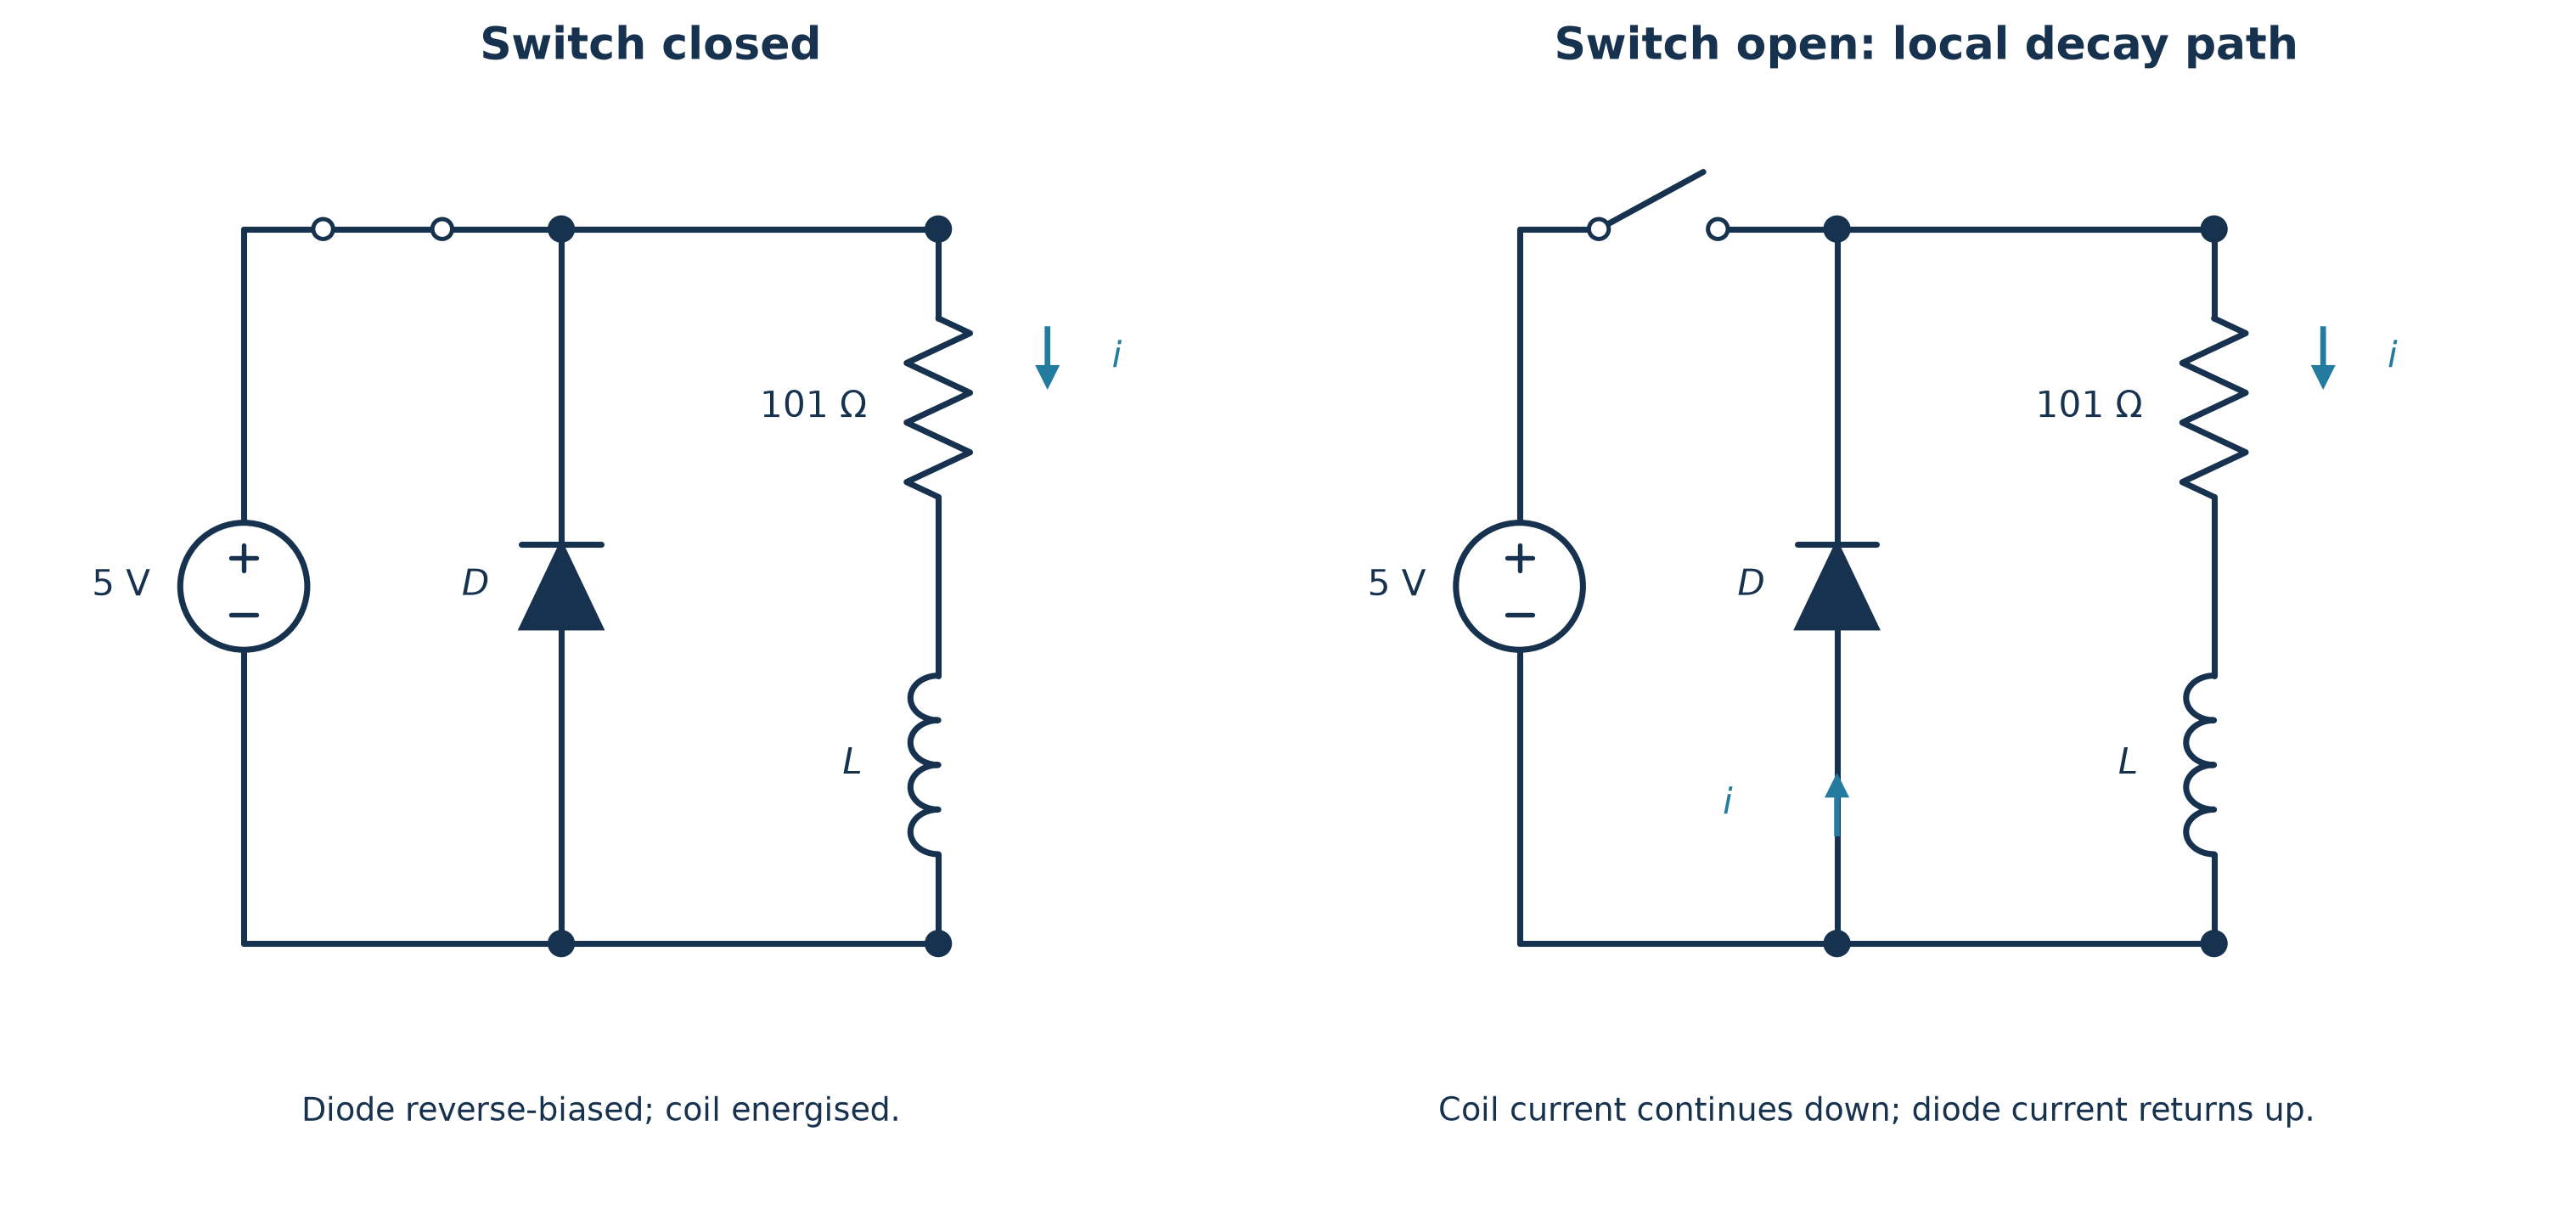 Switch closed
Switch open: local decay path
i
i
101 Ω
101 Ω
5 V
+
−
D
5 V
+
−
D
L
L
i
Diode reverse-biased; coil energised.
Coil current continues down; diode current returns up.